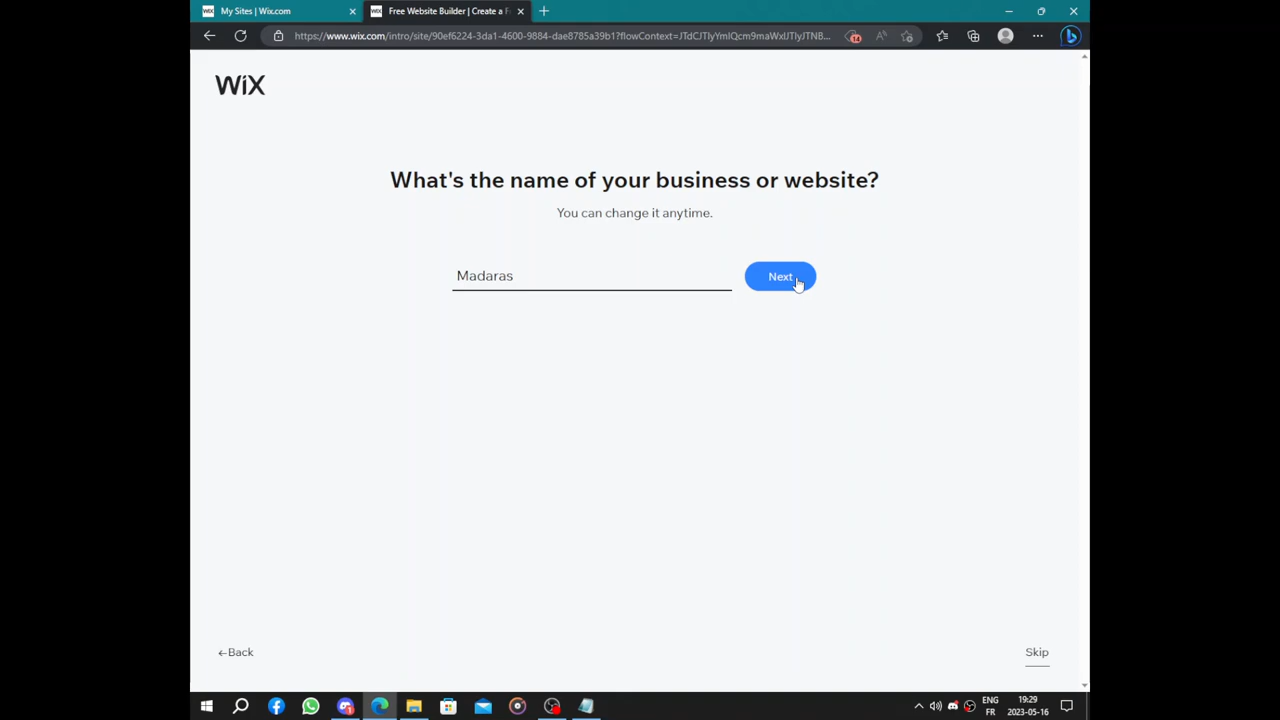 My Sites | Wix.com
Free Website Builder | Create a F
https://www.wix.com/intro/site/90ef6224-3da1-4600-9884-dae8785a39b1?flowContext=JTdCJTIyYmlQcm9maWxlJTIyJTNB...
14
WiX
What's the name of your business or website?
You can change it anytime.
Madaras
Next
←Back
Skip
ENG
FR
19:29
2023-05-16